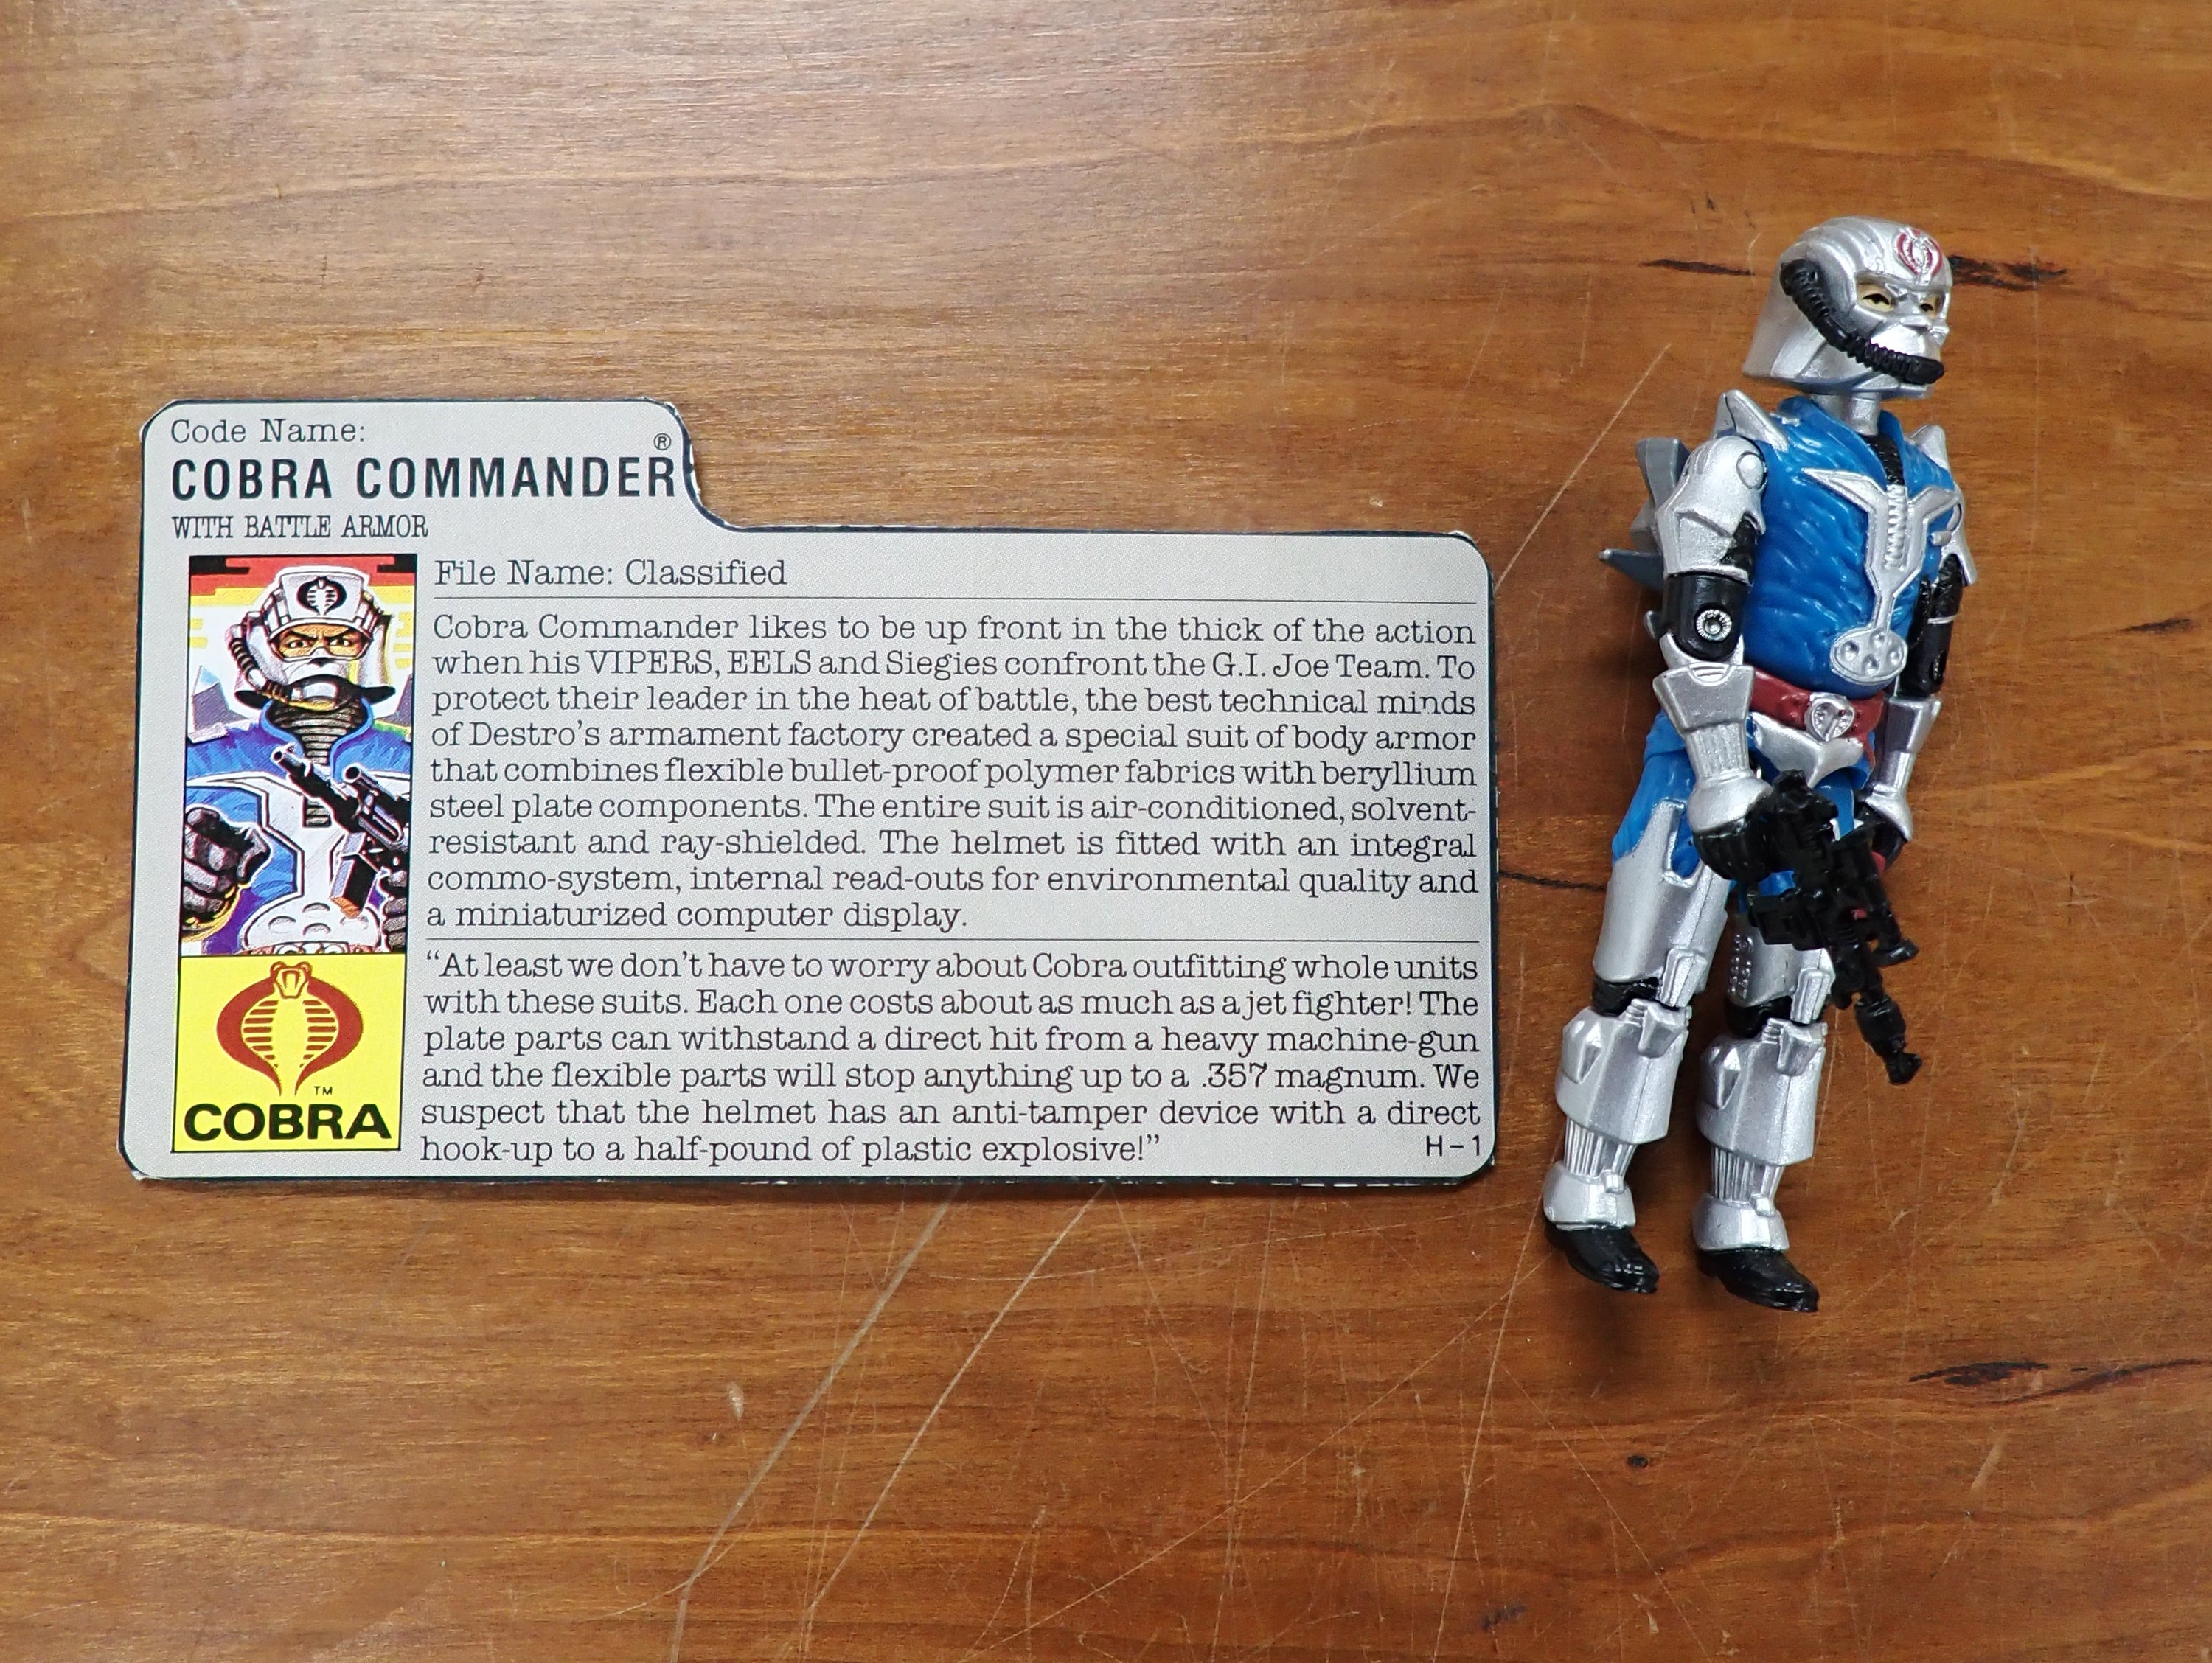 Code Name:
COBRA COMMANDER®
WITH BATTLE ARMOR
File Name: Classified
Cobra Commander likes to be up front in the thick of the action
when his VIPERS, EELS and Siegies confront the G.I. Joe Team. To
protect their leader in the heat of battle, the best technical minds
of Destro's armament factory created a special suit of body armor
that combines flexible bullet-proof polymer fabrics with beryllium
steel plate components. The entire suit is air-conditioned, solvent-
resistant and ray-shielded. The helmet is fitted with an integral
commo-system, internal read-outs for environmental quality and
a miniaturized computer display.
"At least we don't have to worry about Cobra outfitting whole units
with these suits. Each one costs about as much as a jet fighter! The
plate parts can withstand a direct hit from a heavy machine-gun
and the flexible parts will stop anything up to a .357 magnum. We
suspect that the helmet has an anti-tamper device with a direct
hook-up to a half-pound of plastic explosive!"
H-1
TM
COBRA